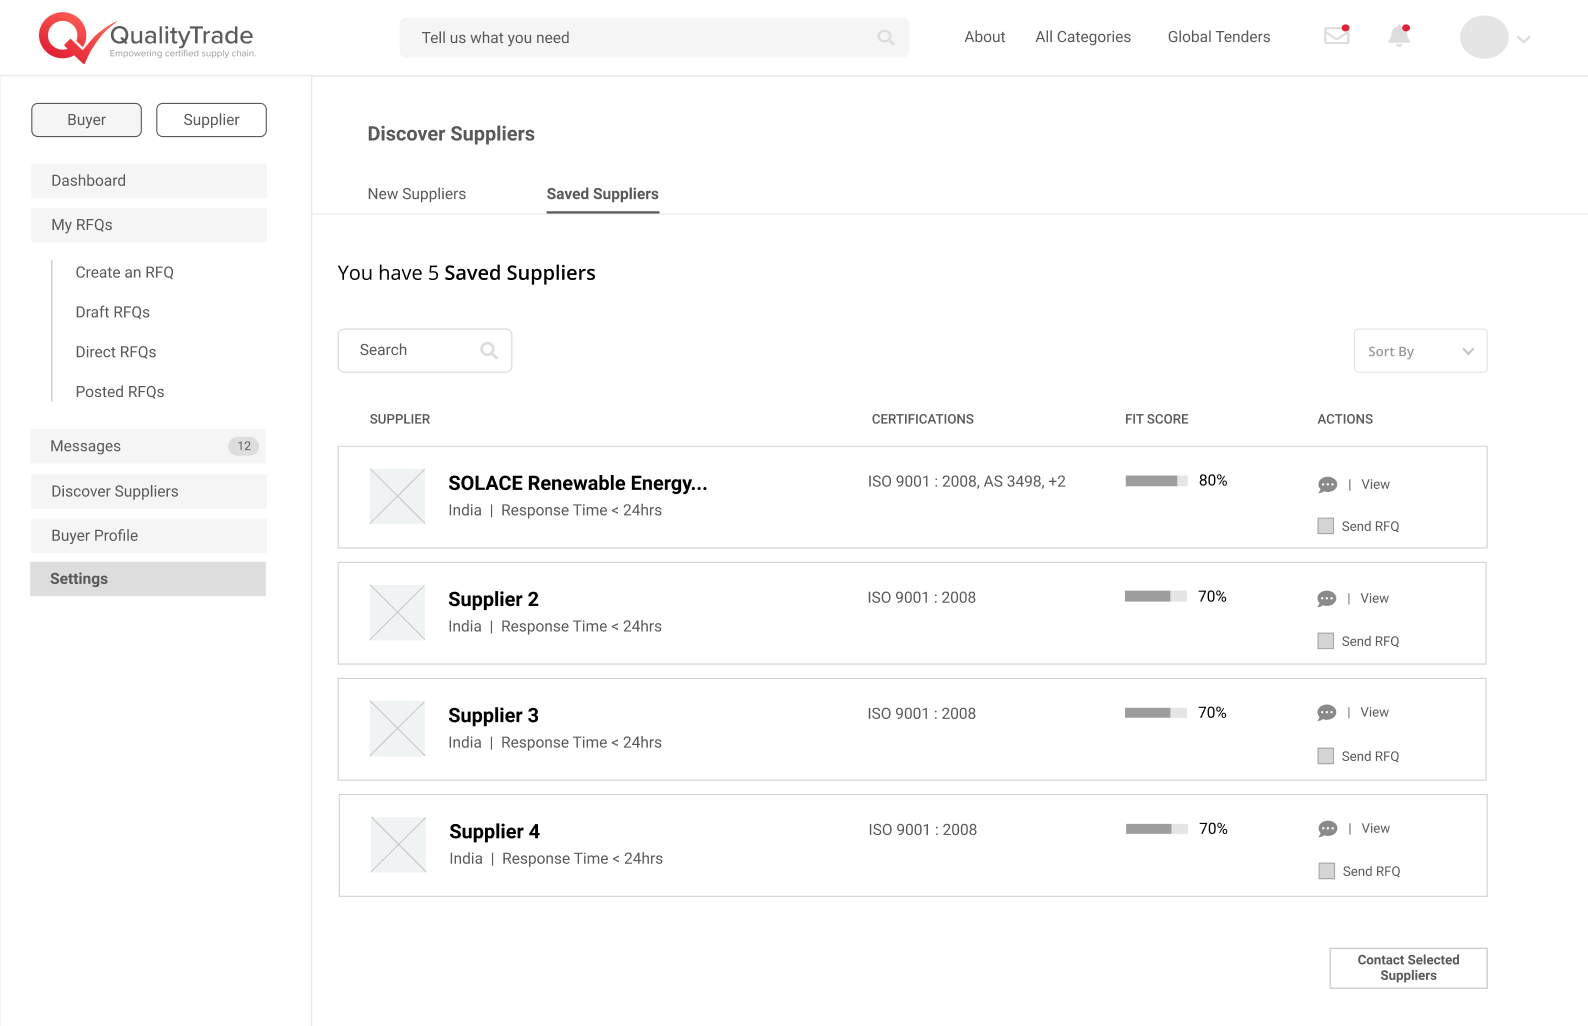 QualityTrade
Empowering certified supply chain.
Tell us what you need
About
All Categories
Global Tenders
Buyer
Supplier
Dashboard
My RFQs
Create an RFQ
Draft RFQs
Direct RFQs
Posted RFQs
Messages
12
Discover Suppliers
Buyer Profile
Settings
Discover Suppliers
New Suppliers
Saved Suppliers
You have 5 Saved Suppliers
Search
Sort By
SUPPLIER
CERTIFICATIONS
FIT SCORE
ACTIONS
SOLACE Renewable Energy...
India | Response Time < 24hrs
ISO 9001 : 2008, AS 3498, +2
80%
| View
Send RFQ
Supplier 2
India | Response Time < 24hrs
ISO 9001 : 2008
70%
| View
Send RFQ
Supplier 3
India | Response Time < 24hrs
ISO 9001 : 2008
70%
| View
Send RFQ
Supplier 4
India | Response Time < 24hrs
ISO 9001 : 2008
70%
| View
Send RFQ
Contact Selected
Suppliers